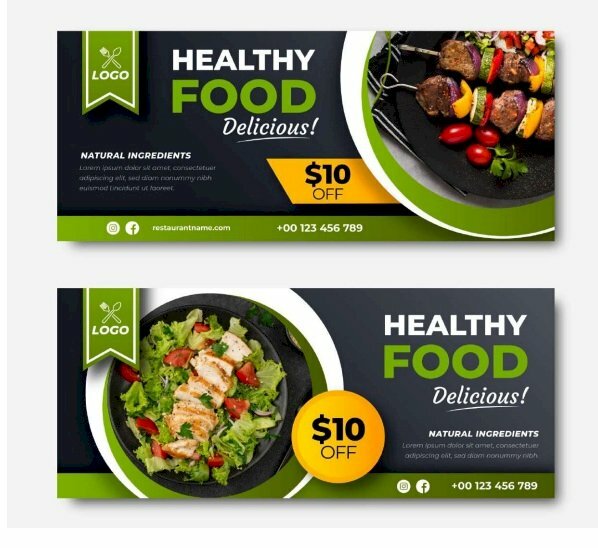 LOGO
HEALTHY
FOOD
Delicious!
NATURAL INGREDIENTS
Lorem ipsum dolor sit amet, consectetuer
adipiscing elit, sed diam nonummy nibh
euismod tincidunt ut laoreet.
$10
OFF
restaurantname.com
+00 123 456 789
LOGO
HEALTHY
FOOD
Delicious!
$10
OFF
NATURAL INGREDIENTS
Lorem ipsum dolor sit amet, consectetuer
adipiscing elit, sed diam nonummy nibh
+00 123 456 789